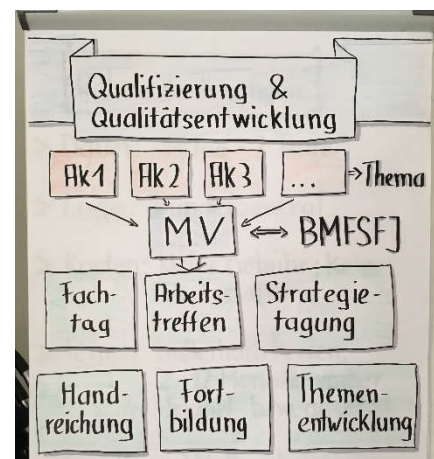 Qualifizierung &
Qualitätsentwicklung
AK1 AK2 AK3 ... ⇒Thema
MV ⇔ BMFSFJ
Fach-
tag
Arbeits-
treffen
Strategie-
tagung
Hand-
reichung
Fort-
bildung
Themen-
entwicklung